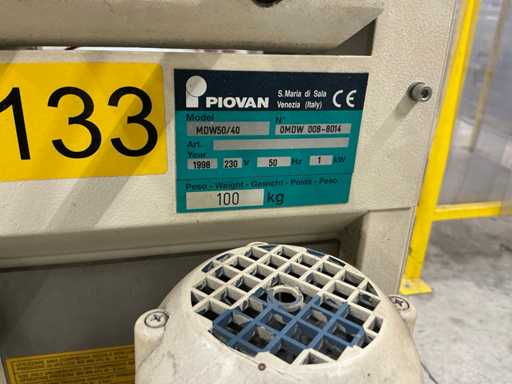 133
PIOVAN
S. Maria di Sala
Venezia (Italy)
CE
Model
N°
MDW50/40
0MDW 008-8014
Art.
Year
1998 230 V 50 Hz 1 kW
Peso - Weight - Gewicht - Poids - Peso
100 kg